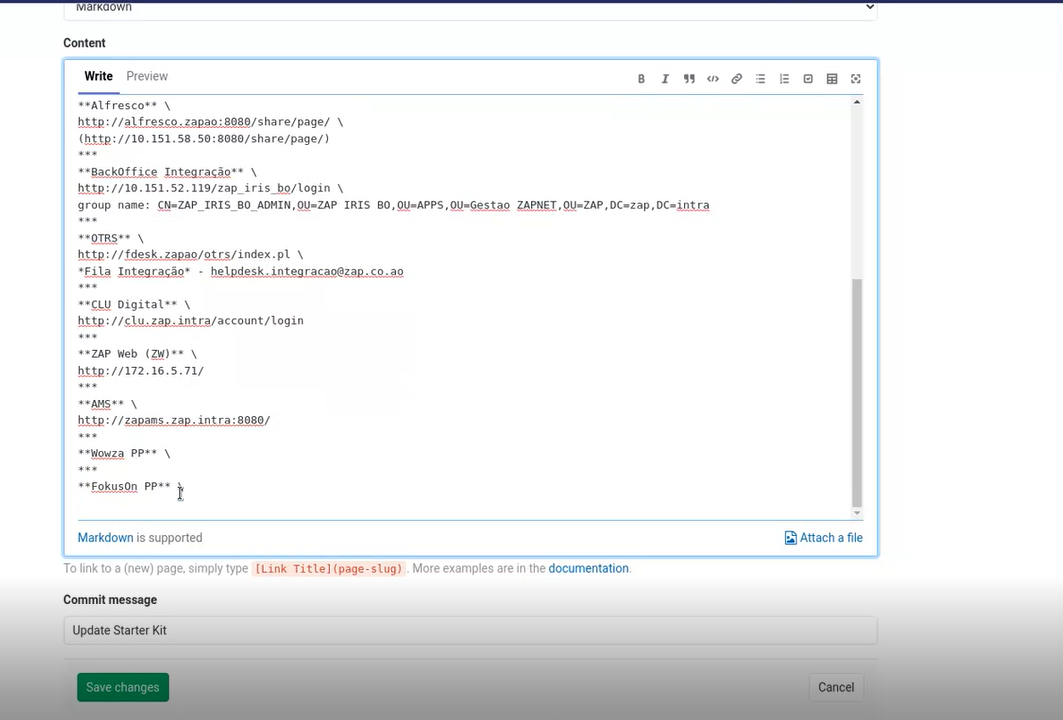 Markdown
Content
Write Preview
**Alfresco** \
http://alfresco.zapao:8080/share/page/ \
(http://10.151.58.50:8080/share/page/)
***
**BackOffice Integração** \
http://10.151.52.119/zap_iris_bo/login \
group name: CN=ZAP_IRIS_BO_ADMIN,OU=ZAP IRIS BO,OU=APPS,OU=Gestao ZAPNET,OU=ZAP,DC=zap,DC=intra
***
**OTRS** \
http://fdesk.zapao/otrs/index.pl \
*Fila Integração* - helpdesk.integracao@zap.co.ao
***
**CLU Digital** \
http://clu.zap.intra/account/login
***
**ZAP Web (ZW)** \
http://172.16.5.71/
***
**AMS** \
http://zapams.zap.intra:8080/
***
**Wowza PP** \
***
**FokusOn PP** \
Markdown is supported
Attach a file
To link to a (new) page, simply type [Link Title](page-slug). More examples are in the documentation.
Commit message
Update Starter Kit
Save changes
Cancel